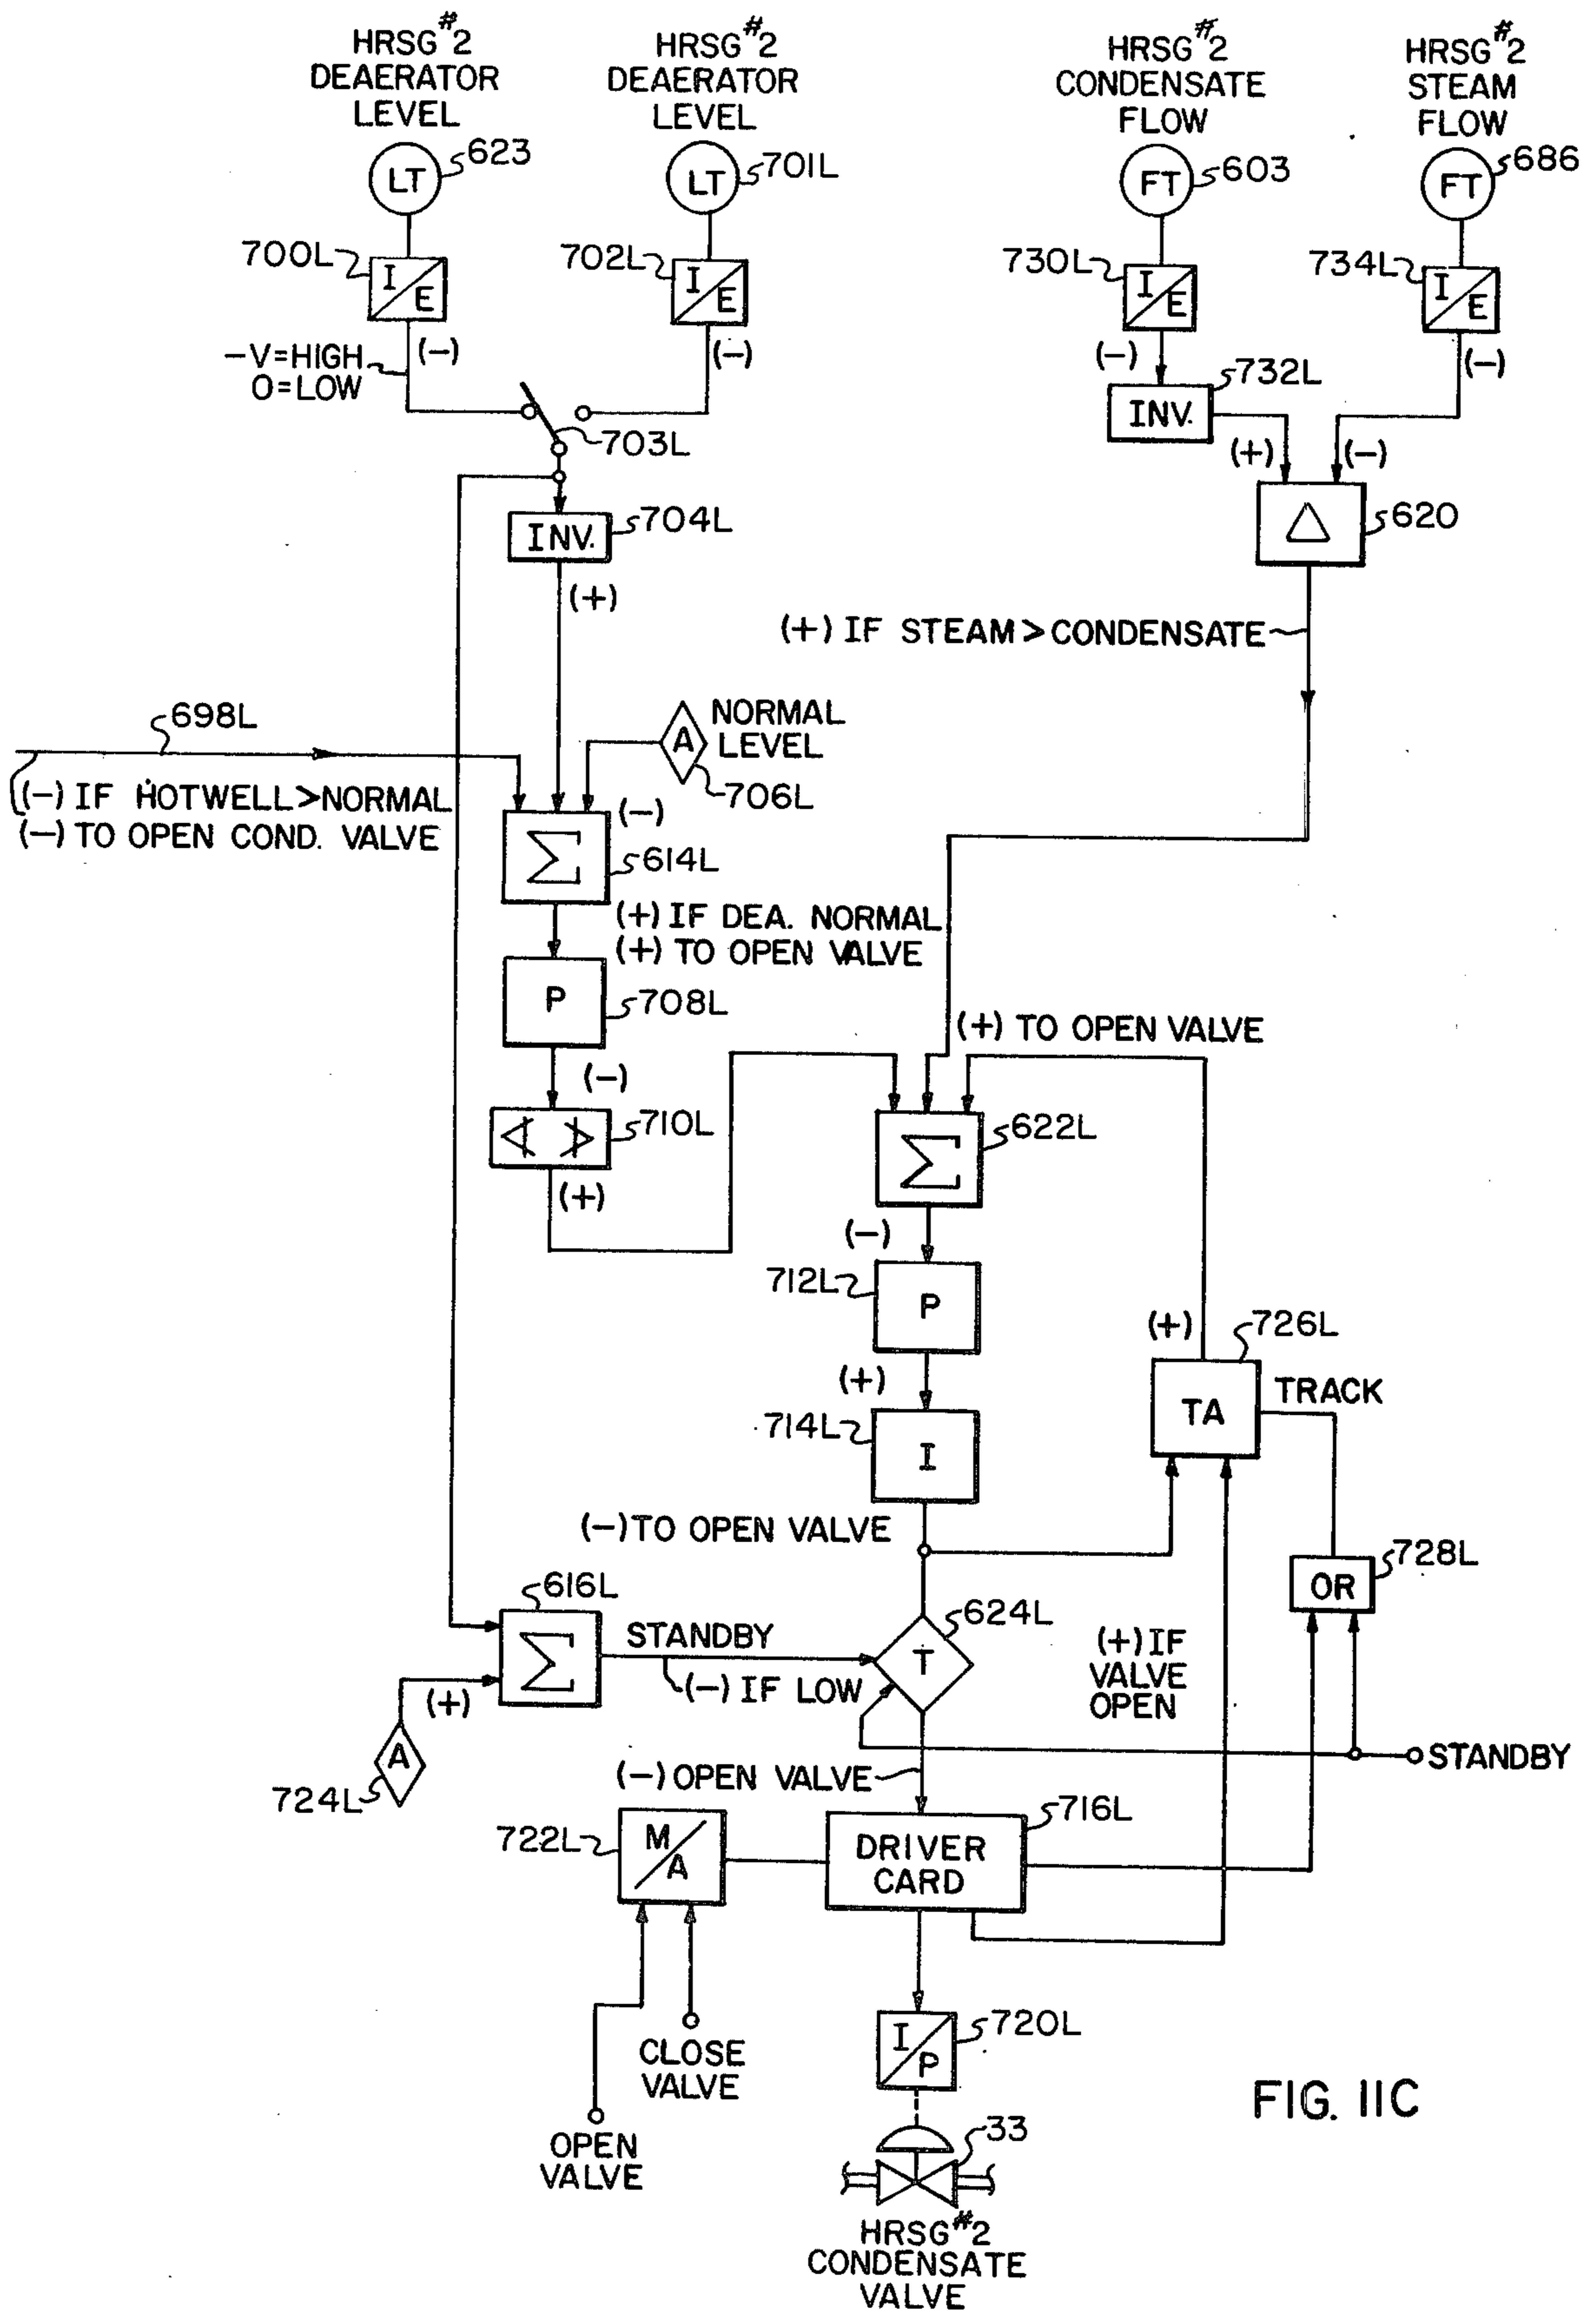 HRSG #2
DEAERATOR
LEVEL
HRSG #2
DEAERATOR
LEVEL
HRSG #2
CONDENSATE
FLOW
HRSG #2
STEAM
FLOW
LT
623
LT
701L
FT
603
FT
686
700L
I/E
702L
I/E
730L
I/E
734L
I/E
-V=HIGH
O=LOW
(-)
(-)
(-)
(-)
703L
INV.
732L
(+)
(-)
INV.
704L
△
620
(+)
(+) IF STEAM > CONDENSATE
698L
(-) IF HOTWELL>NORMAL
(-) TO OPEN COND. VALVE
A
NORMAL
LEVEL
706L
(-)
Σ
614L
(+) IF DEA. NORMAL
(+) TO OPEN VALVE
P
708L
(-)
(+) TO OPEN VALVE
710L
(+)
Σ
622L
(-)
712L
P
(+)
714L
I
(+)
726L
TA
TRACK
(-) TO OPEN VALVE
728L
OR
616L
Σ
STANDBY
(-) IF LOW
624L
T
(+) IF
VALVE
OPEN
(+)
A
724L
STANDBY
(-) OPEN VALVE
722L
M/A
716L
DRIVER
CARD
CLOSE
VALVE
OPEN
VALVE
I/P
720L
33
HRSG #2
CONDENSATE
VALVE
FIG. 11C